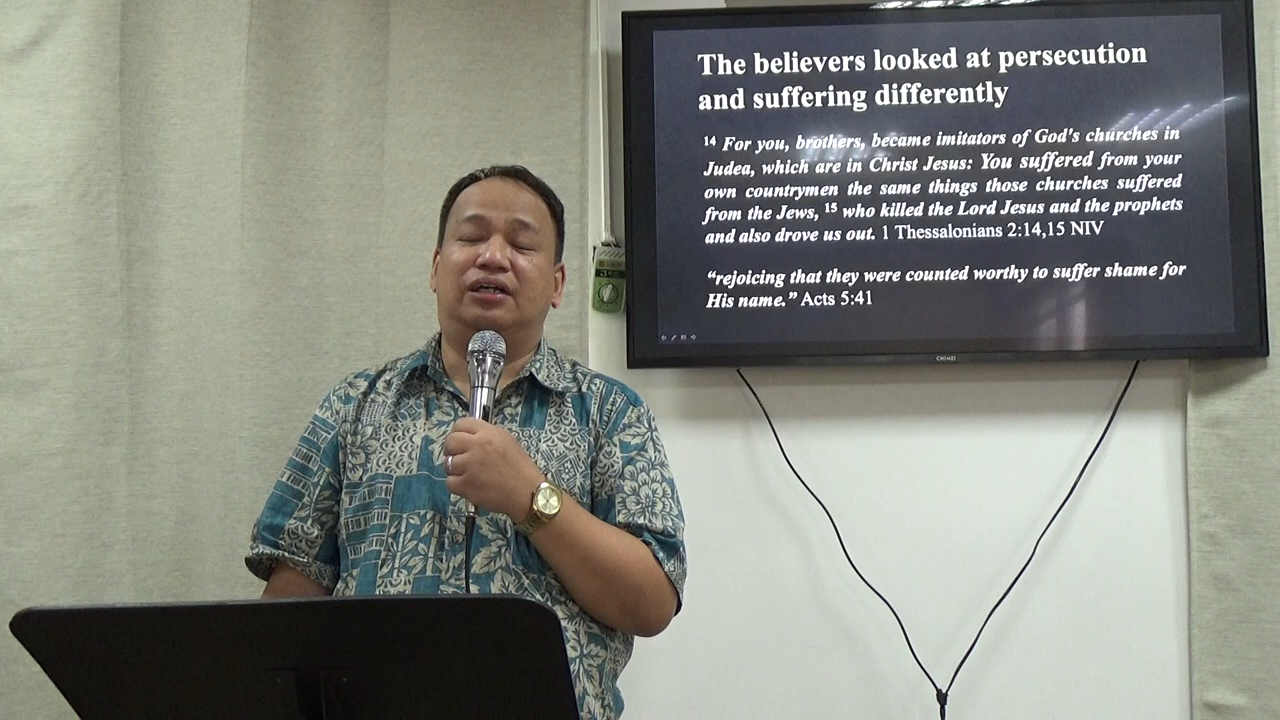 The believers looked at persecution
and suffering differently
14 For you, brothers, became imitators of God's churches in
Judea, which are in Christ Jesus: You suffered from your
own countrymen the same things those churches suffered
from the Jews, 15 who killed the Lord Jesus and the prophets
and also drove us out. 1 Thessalonians 2:14,15 NIV
“rejoicing that they were counted worthy to suffer shame for
His name.” Acts 5:41
CHIMEI